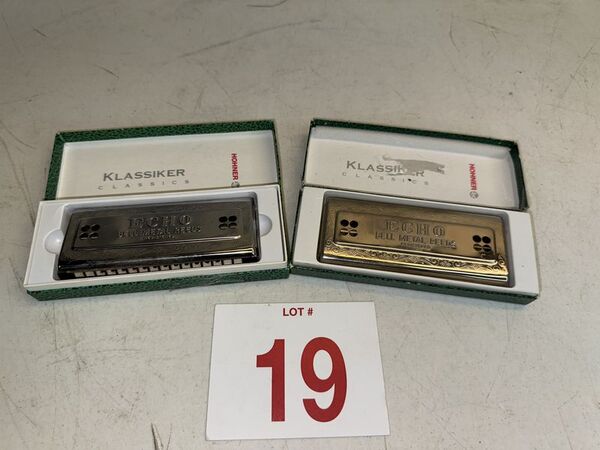 KLASSIKER
CLASSICS
HOHNER
ECHO
BELL METAL REEDS
KLASSIKER
CLASSICS
HOHNER
ECHO
BELL METAL REEDS
LOT #
19